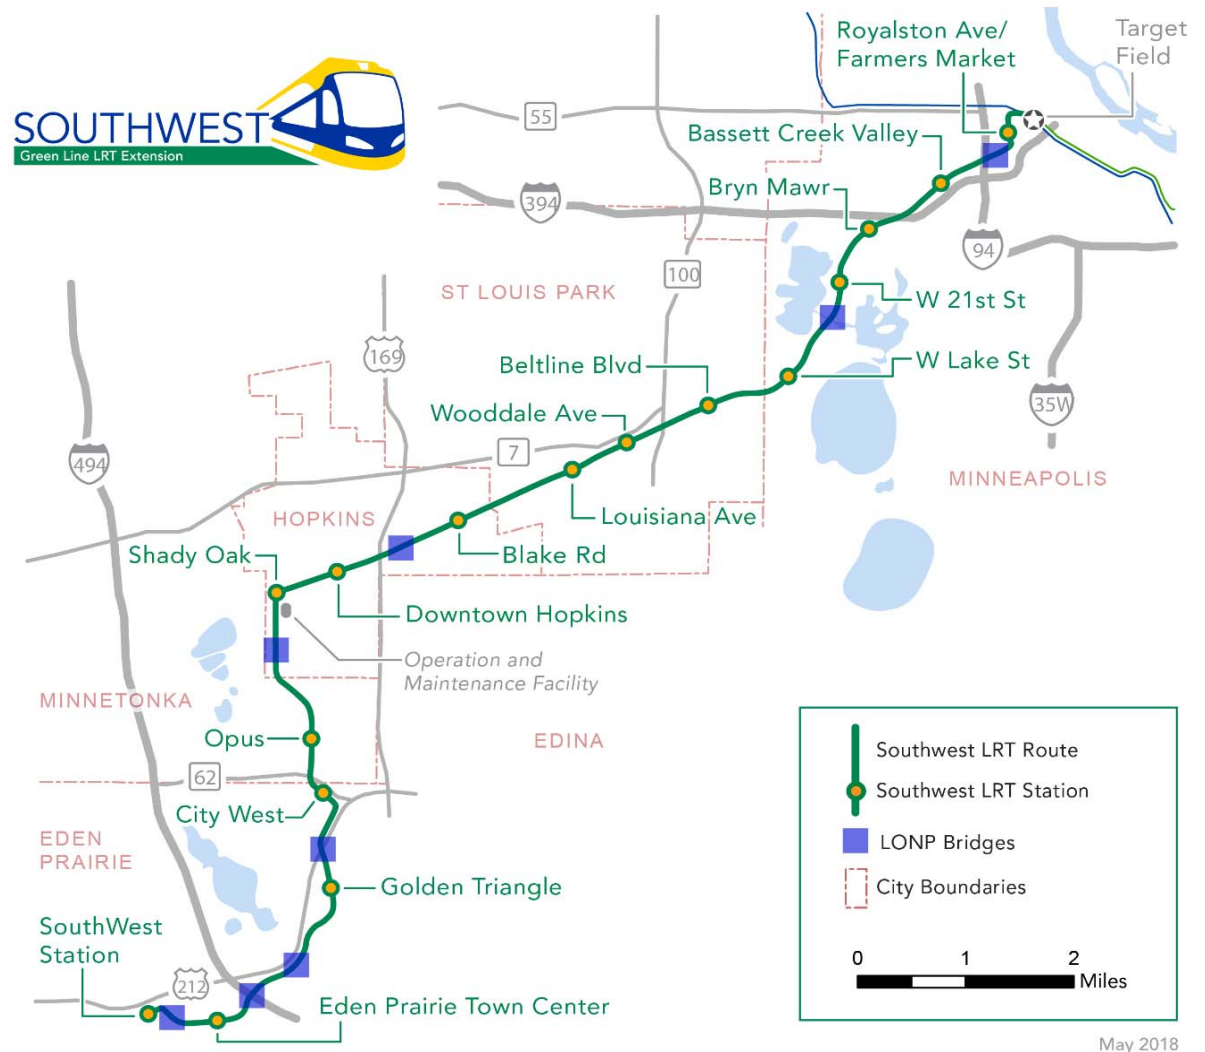 SOUTHWEST
Green Line LRT Extension
Royalston Ave/
Farmers Market
Target
Field
55
Bassett Creek Valley
Bryn Mawr
394
94
100
ST LOUIS PARK
W 21st St
169
Beltline Blvd
W Lake St
Wooddale Ave
35W
7
494
MINNEAPOLIS
HOPKINS
Louisiana Ave
Shady Oak
Blake Rd
Downtown Hopkins
Operation and
Maintenance Facility
MINNETONKA
Opus
EDINA
62
City West
EDEN
PRAIRIE
Golden Triangle
SouthWest
Station
212
Eden Prairie Town Center
Southwest LRT Route
Southwest LRT Station
LONP Bridges
City Boundaries
0 1 2
Miles
May 2018